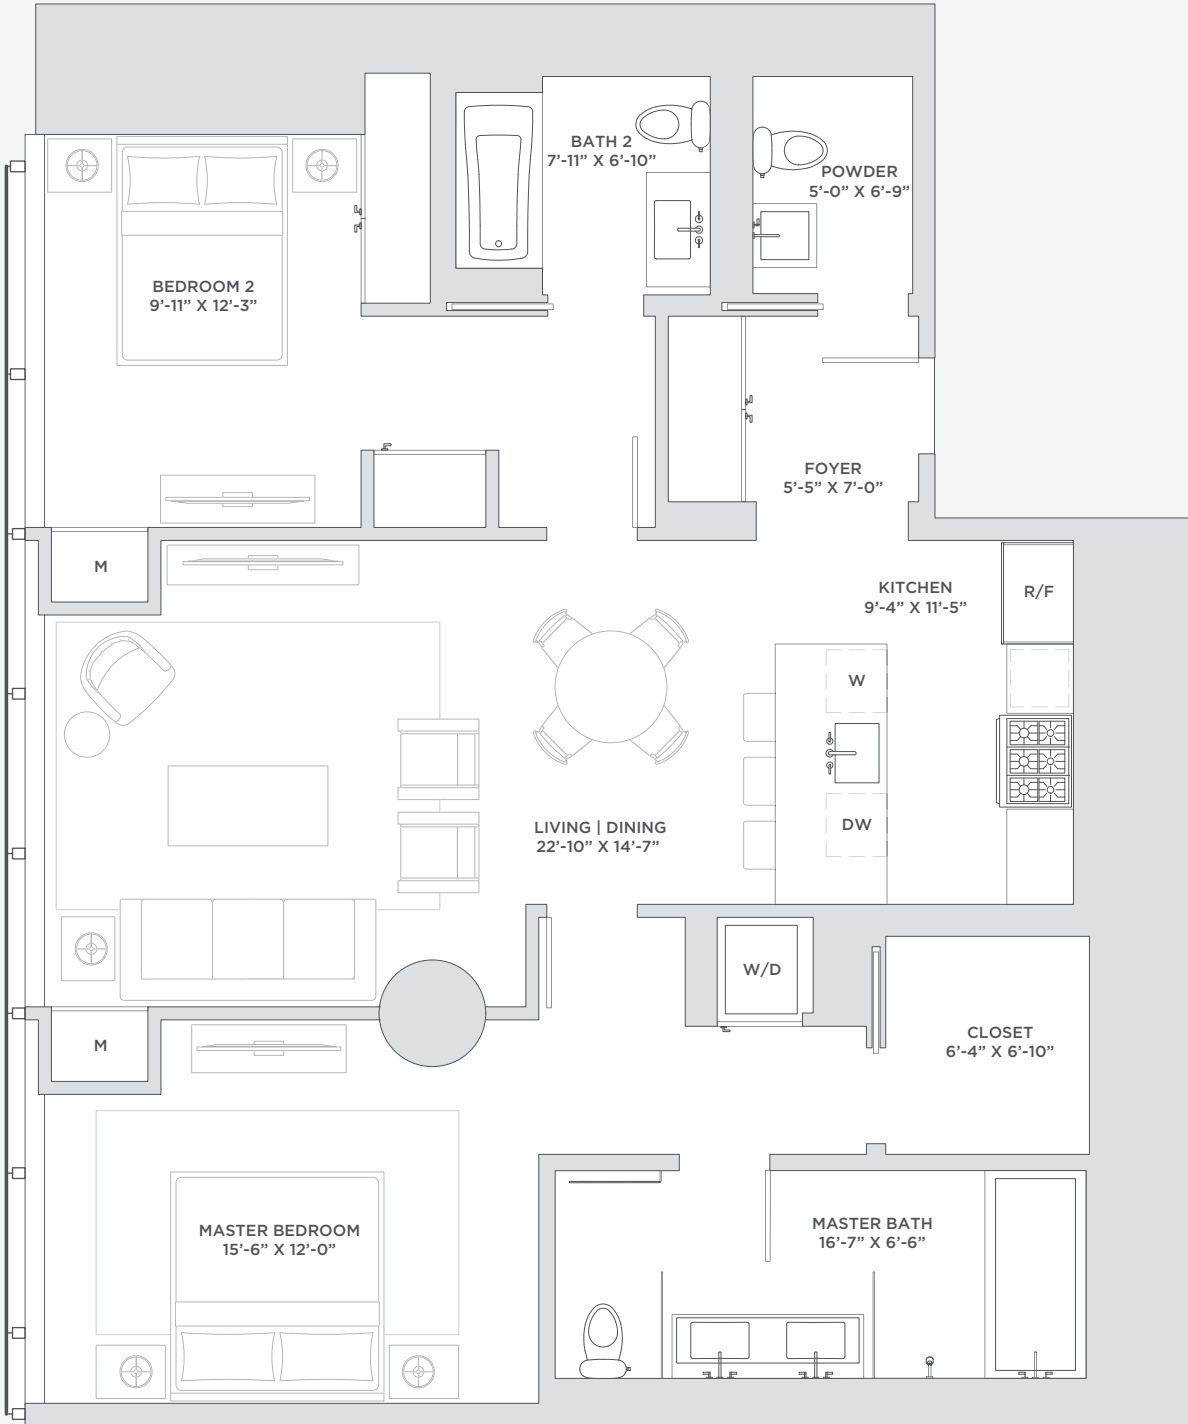 BATH 2
7’-11” X 6’-10”
POWDER
5’-0” X 6’-9”
BEDROOM 2
9’-11” X 12’-3”
FOYER
5’-5” X 7’-0”
M
KITCHEN
9’-4” X 11’-5”
R/F
W
DW
LIVING | DINING
22’-10” X 14’-7”
W/D
M
CLOSET
6’-4” X 6’-10”
MASTER BEDROOM
15’-6” X 12’-0”
MASTER BATH
16’-7” X 6’-6”